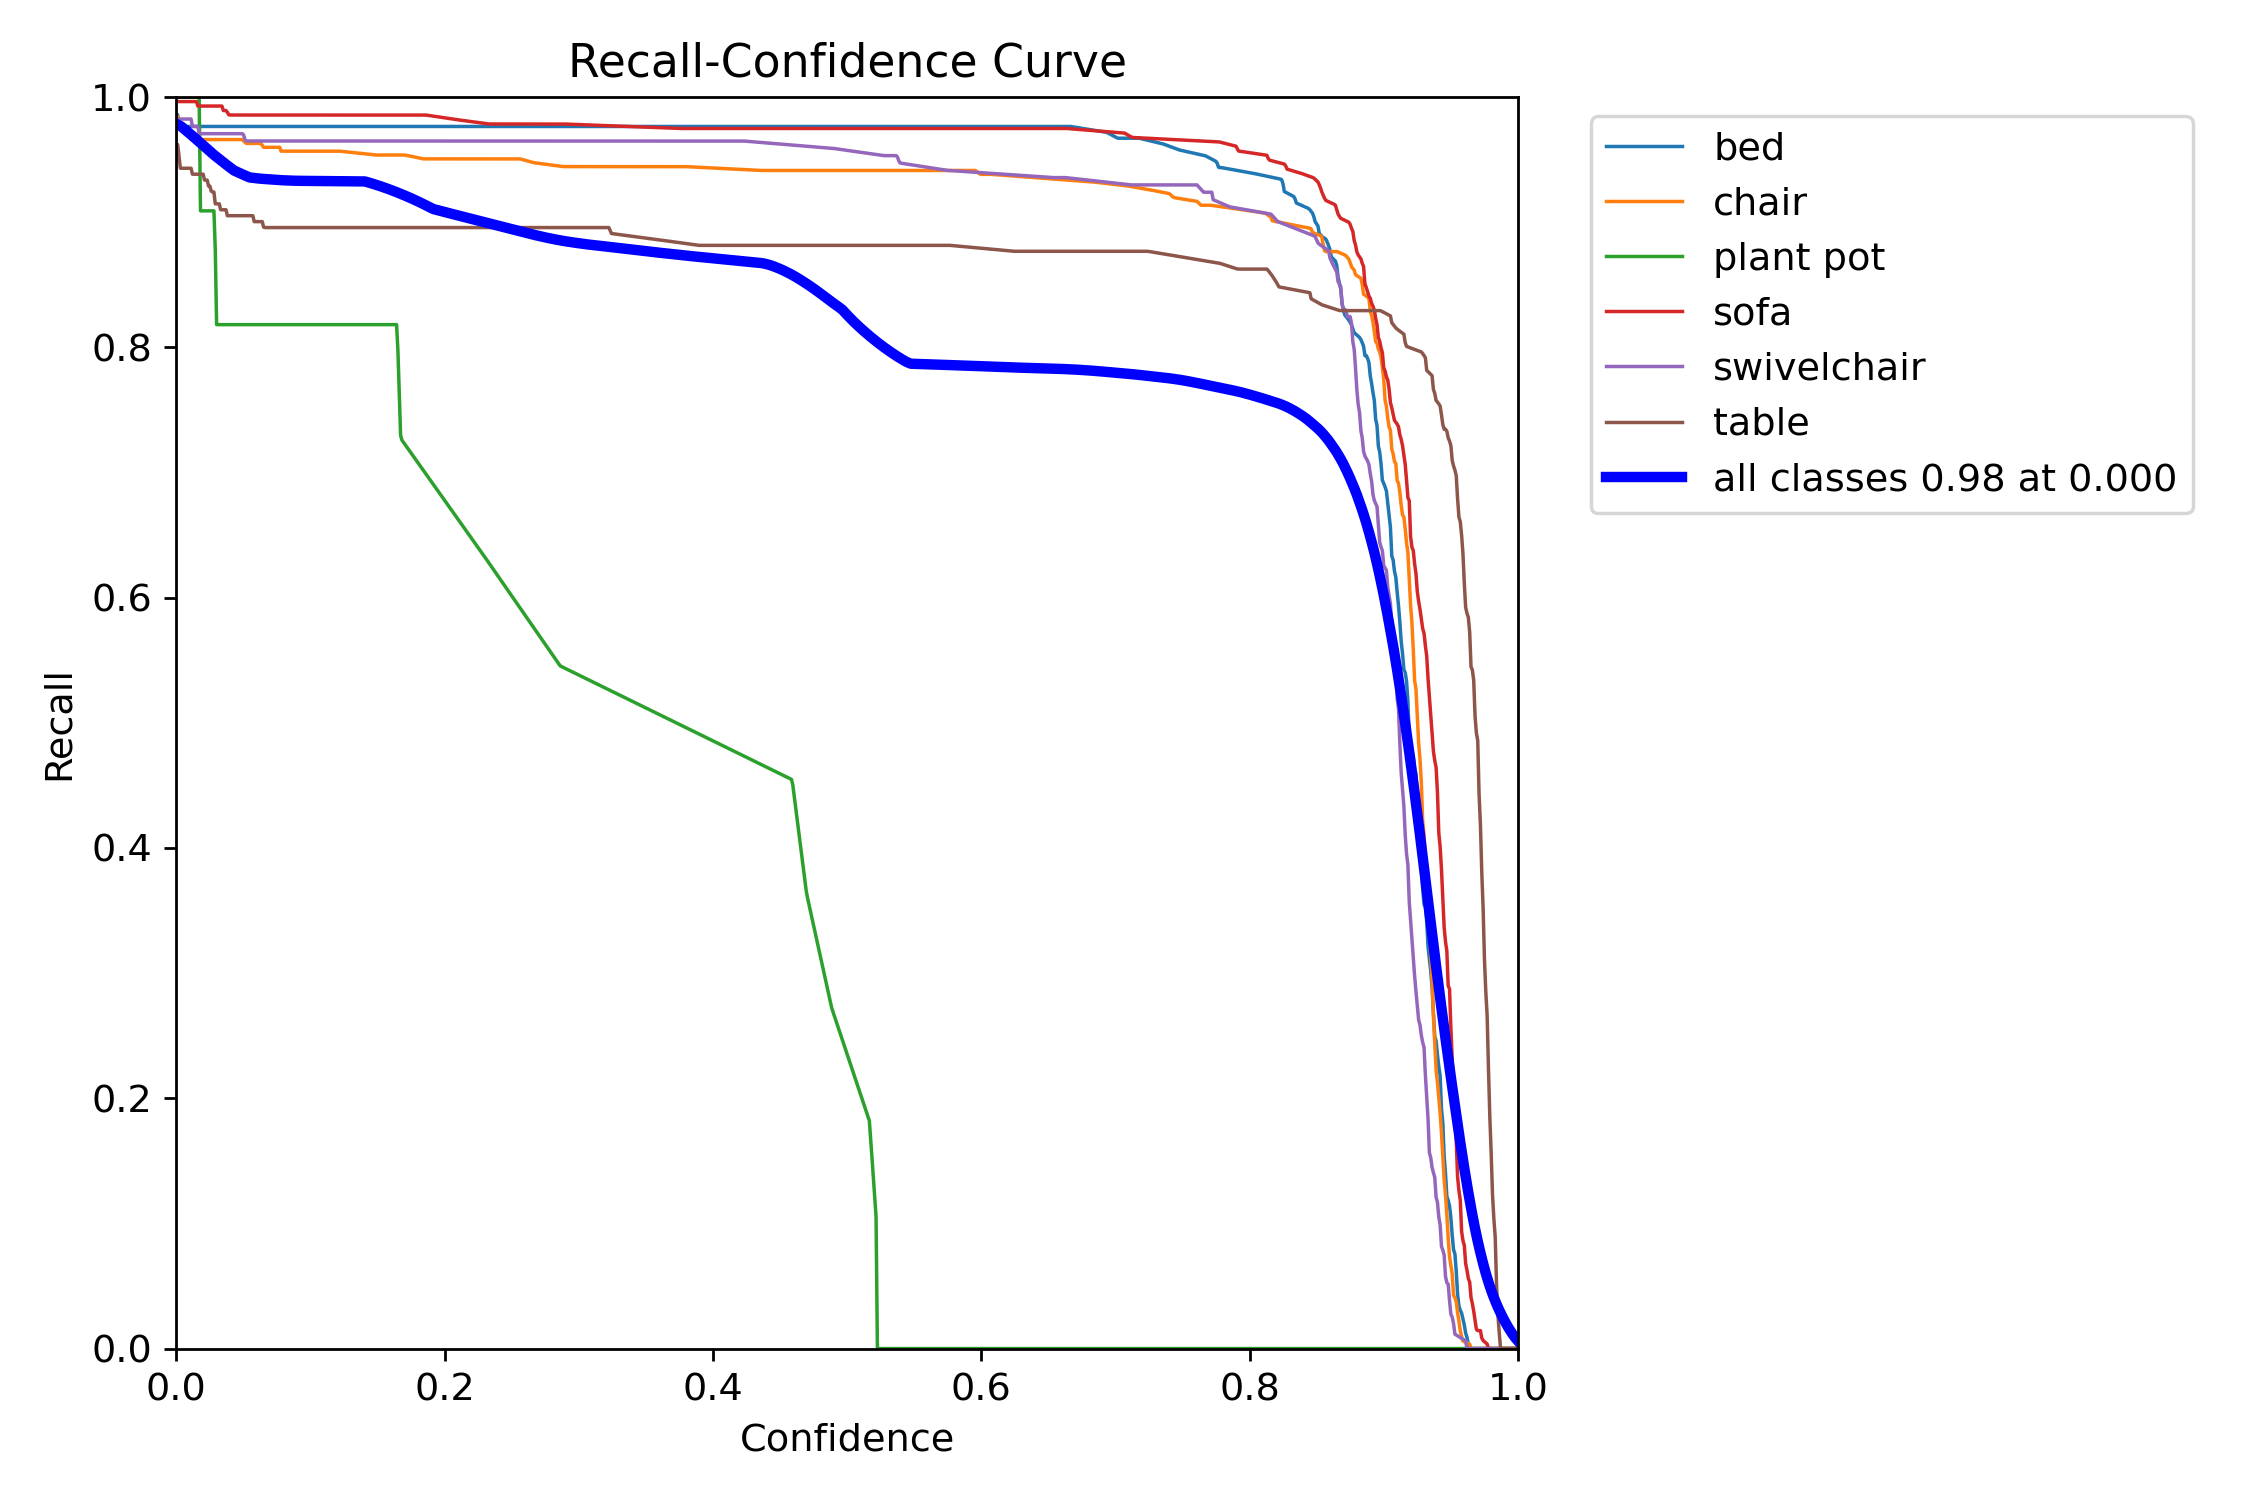 Recall-Confidence Curve
1.0
0.8
0.6
0.4
0.2
0.0
Recall
0.0 0.2 0.4 0.6 0.8 1.0
Confidence
bed
chair
plant pot
sofa
swivelchair
table
all classes 0.98 at 0.000